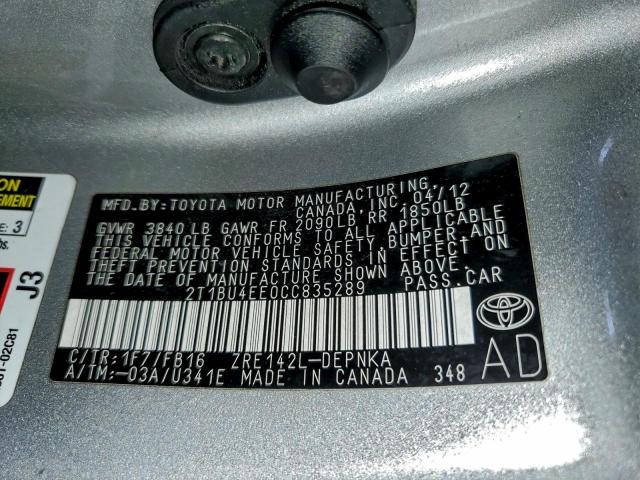 MFD.BY:TOYOTA MOTOR MANUFACTURING
CANADA,INC. 04/12
GVWR 3840 LB GAWR FR 2090LB,RR 1850LB
THIS VEHICLE CONFORMS TO ALL APPLICABLE
FEDERAL MOTOR VEHICLE SAFETY,BUMPER,AND
THEFT PREVENTION STANDARDS IN EFFECT ON
THE DATE OF MANUFACTURE SHOWN ABOVE.
2T1BU4EE0CC835289 PASS.CAR
C/TR:1F7/FB16 ZRE142L-DEPNKA
A/TM:-03A/U341E MADE IN CANADA 348
AD
J3
3
02C81